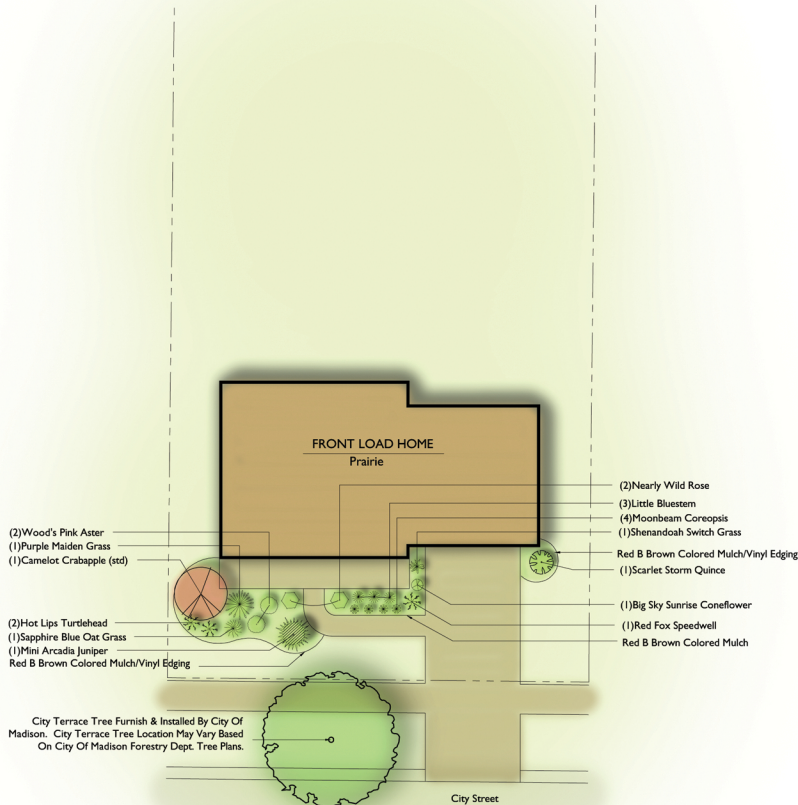 FRONT LOAD HOME
Prairie
(2)Wood's Pink Aster
(1)Purple Maiden Grass
(1)Camelot Crabapple (std)
(2)Hot Lips Turtlehead
(1)Sapphire Blue Oat Grass
(1)Mini Arcadia Juniper
Red B Brown Colored Mulch/Vinyl Edging
(2)Nearly Wild Rose
(3)Little Bluestem
(4)Moonbeam Coreopsis
(1)Shenandoah Switch Grass
Red B Brown Colored Mulch/Vinyl Edging
(1)Scarlet Storm Quince
(1)Big Sky Sunrise Coneflower
(1)Red Fox Speedwell
Red B Brown Colored Mulch
City Terrace Tree Furnish & Installed By City Of
Madison. City Terrace Tree Location May Vary Based
On City Of Madison Forestry Dept. Tree Plans.
City Street